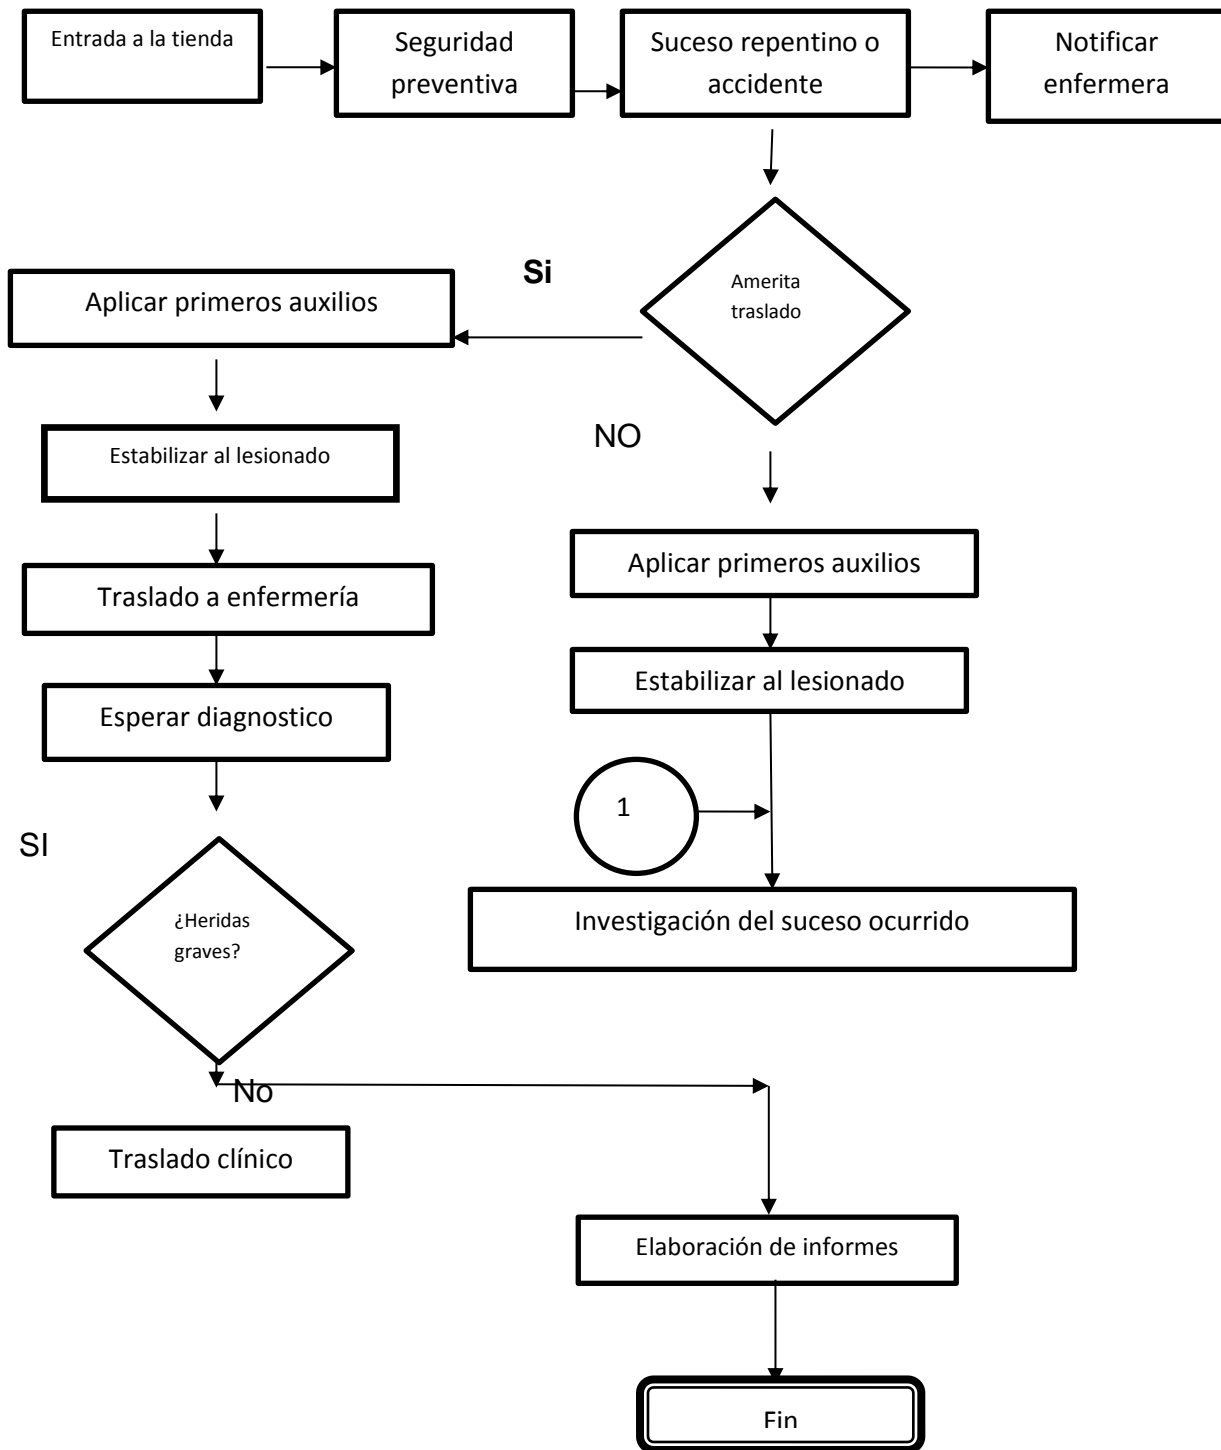 Entrada a la tienda
Seguridad
preventiva
Suceso repentino o
accidente
Notificar
enfermera
Amerita
traslado
Si
Aplicar primeros auxilios
NO
Estabilizar al lesionado
Aplicar primeros auxilios
Traslado a enfermería
Estabilizar al lesionado
Esperar diagnostico
1
SI
¿Heridas
graves?
Investigación del suceso ocurrido
No
Traslado clínico
Elaboración de informes
Fin